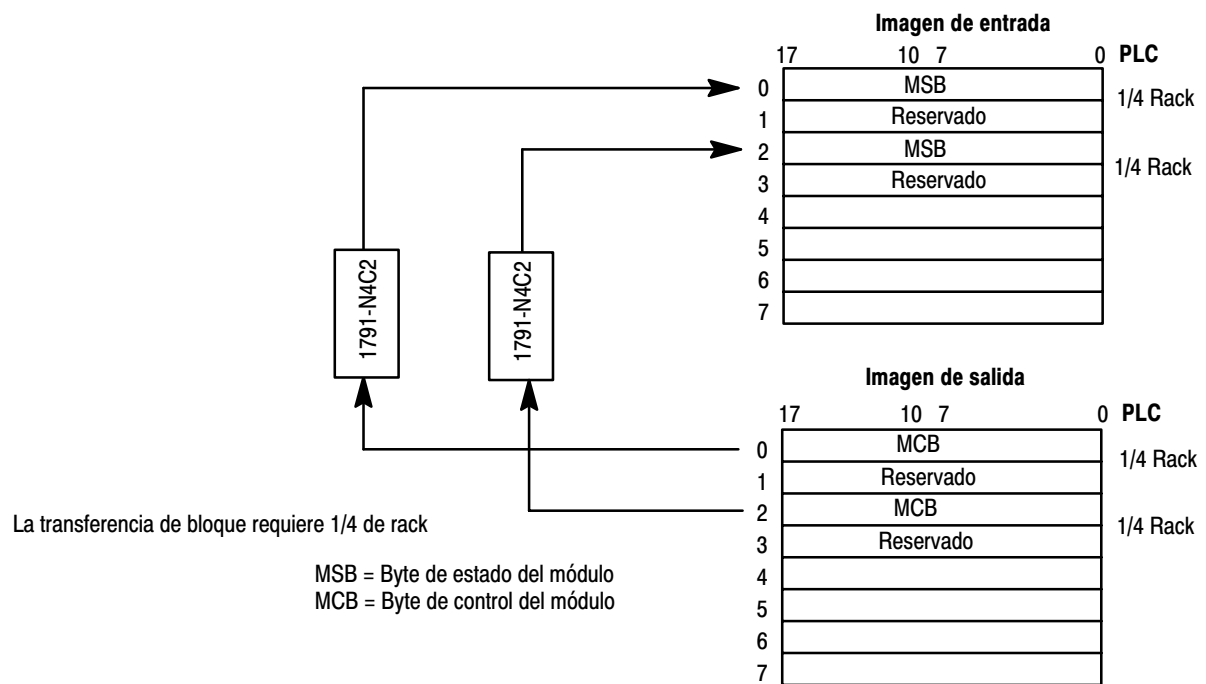 Imagen de entrada
17 10 7 0 PLC
0 MSB
1/4 Rack
1 Reservado
2 MSB
1/4 Rack
3 Reservado
4
5
6
7
1791-N4C2
1791-N4C2
Imagen de salida
17 10 7 0 PLC
0 MCB
1/4 Rack
1 Reservado
2 MCB
1/4 Rack
3 Reservado
4
5
6
7
La transferencia de bloque requiere 1/4 de rack
MSB = Byte de estado del módulo
MCB = Byte de control del módulo